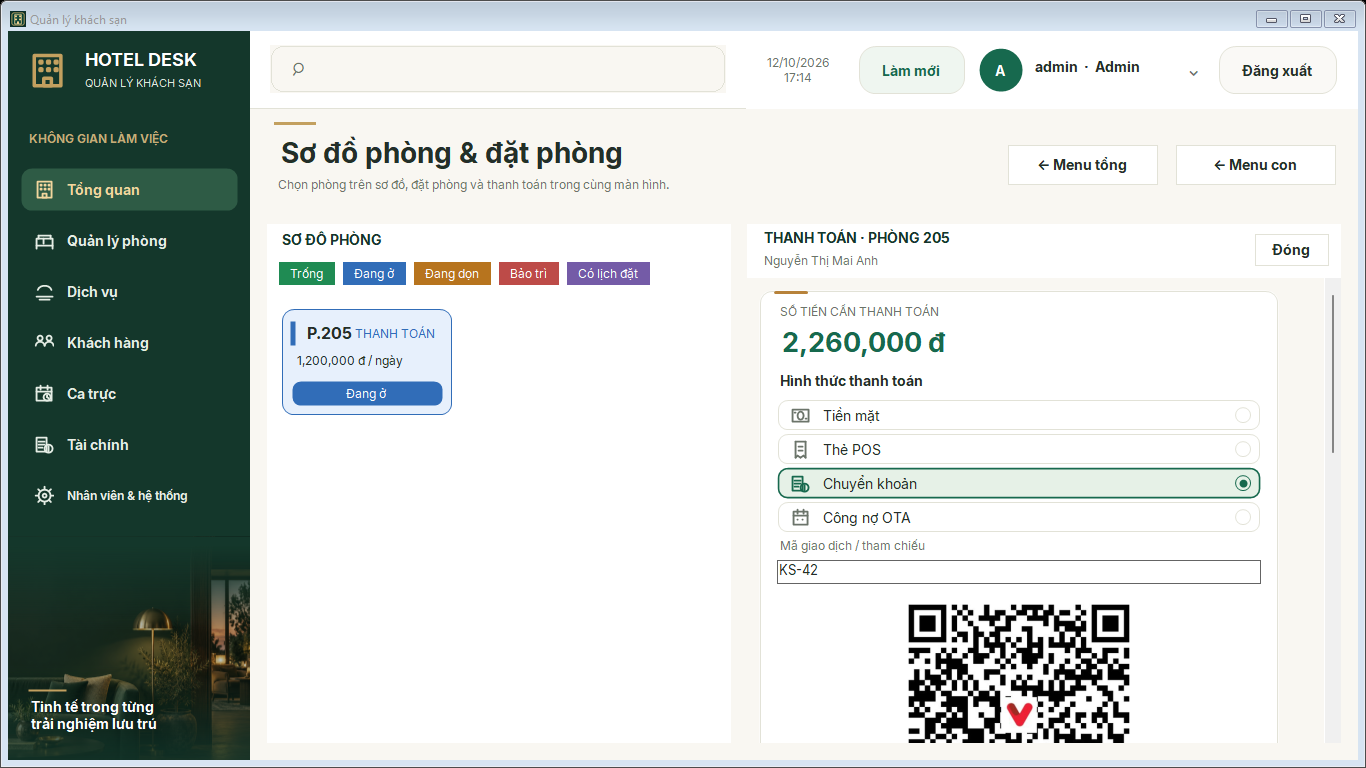 Quản lý khách sạn
HOTEL DESK
QUẢN LÝ KHÁCH SẠN
12/10/2026
17:14
Làm mới
A
admin · Admin
Đăng xuất
KHÔNG GIAN LÀM VIỆC
Tổng quan
Quản lý phòng
Dịch vụ
Khách hàng
Ca trực
Tài chính
Nhân viên & hệ thống
Tinh tế trong từng
trải nghiệm lưu trú
Sơ đồ phòng & đặt phòng
Chọn phòng trên sơ đồ, đặt phòng và thanh toán trong cùng màn hình.
← Menu tổng
← Menu con
SƠ ĐỒ PHÒNG
Trống
Đang ở
Đang dọn
Bảo trì
Có lịch đặt
P.205 THANH TOÁN
1,200,000 đ / ngày
Đang ở
THANH TOÁN · PHÒNG 205
Nguyễn Thị Mai Anh
Đóng
SỐ TIỀN CẦN THANH TOÁN
2,260,000 đ
Hình thức thanh toán
Tiền mặt
Thẻ POS
Chuyển khoản
Công nợ OTA
Mã giao dịch / tham chiếu
KS-42